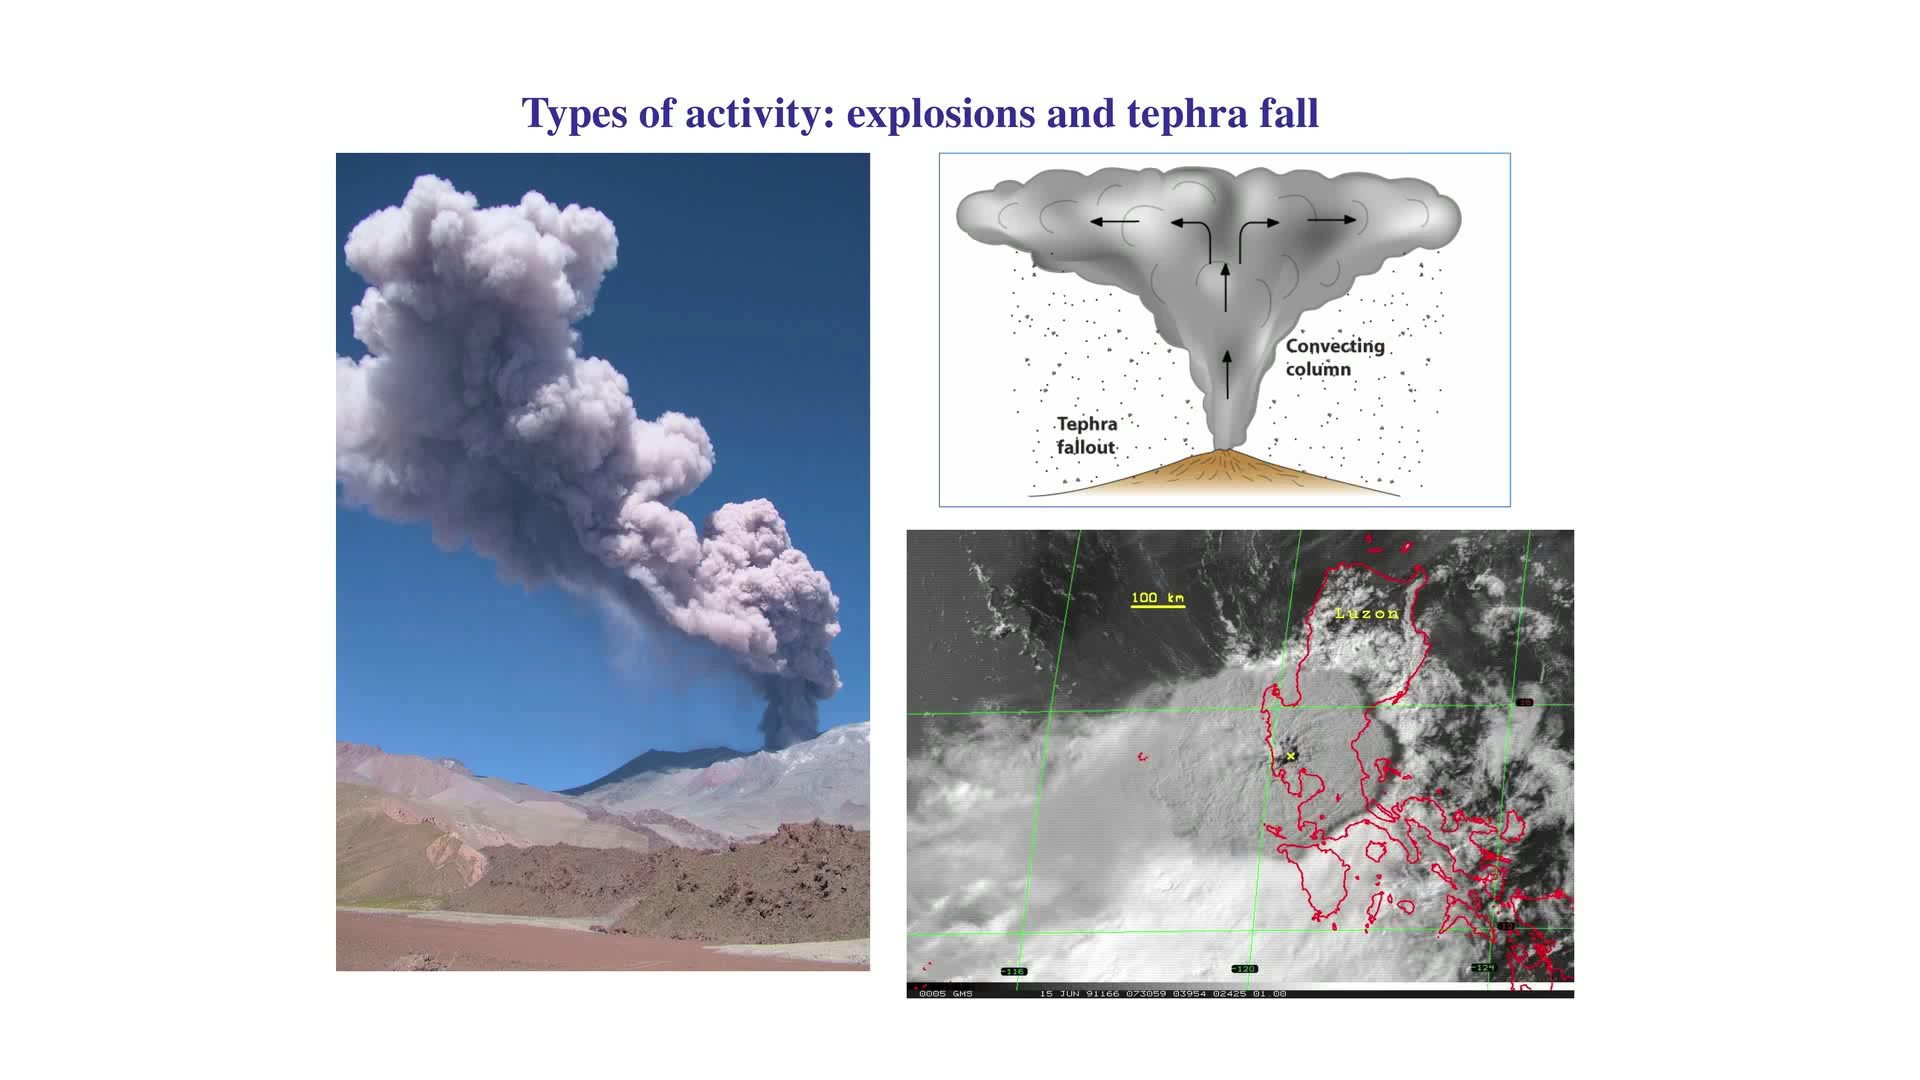 Types of activity: explosions and tephra fall
Convecting
column
Tephra
fallout
100 km
Luzon
-116
-120
-124
0005 GMS 15 JUN 91166 073059 03954 02425 01.00